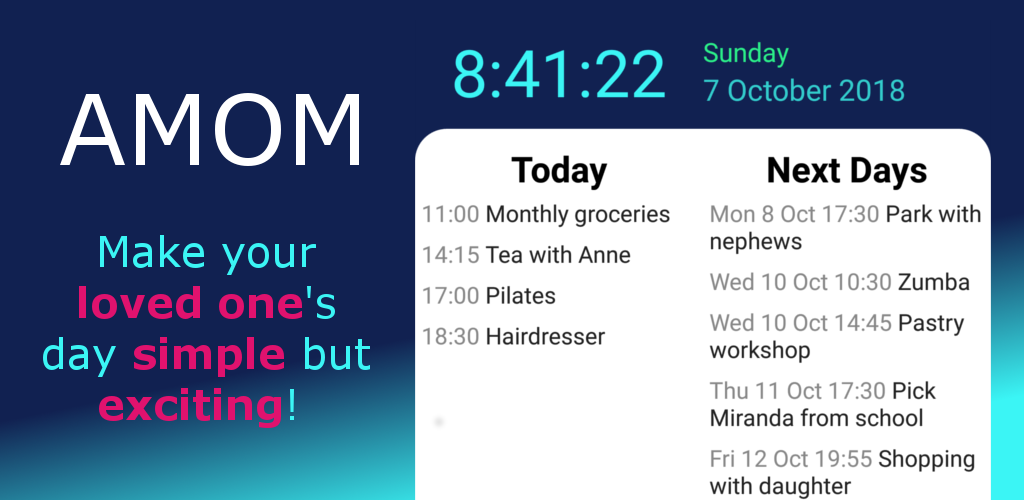 AMOM
Make your
loved one's
day simple but
exciting!
8:41:22
Sunday
7 October 2018
Today
11:00 Monthly groceries
14:15 Tea with Anne
17:00 Pilates
18:30 Hairdresser
Next Days
Mon 8 Oct 17:30 Park with
nephews
Wed 10 Oct 10:30 Zumba
Wed 10 Oct 14:45 Pastry
workshop
Thu 11 Oct 17:30 Pick
Miranda from school
Fri 12 Oct 19:55 Shopping
with daughter